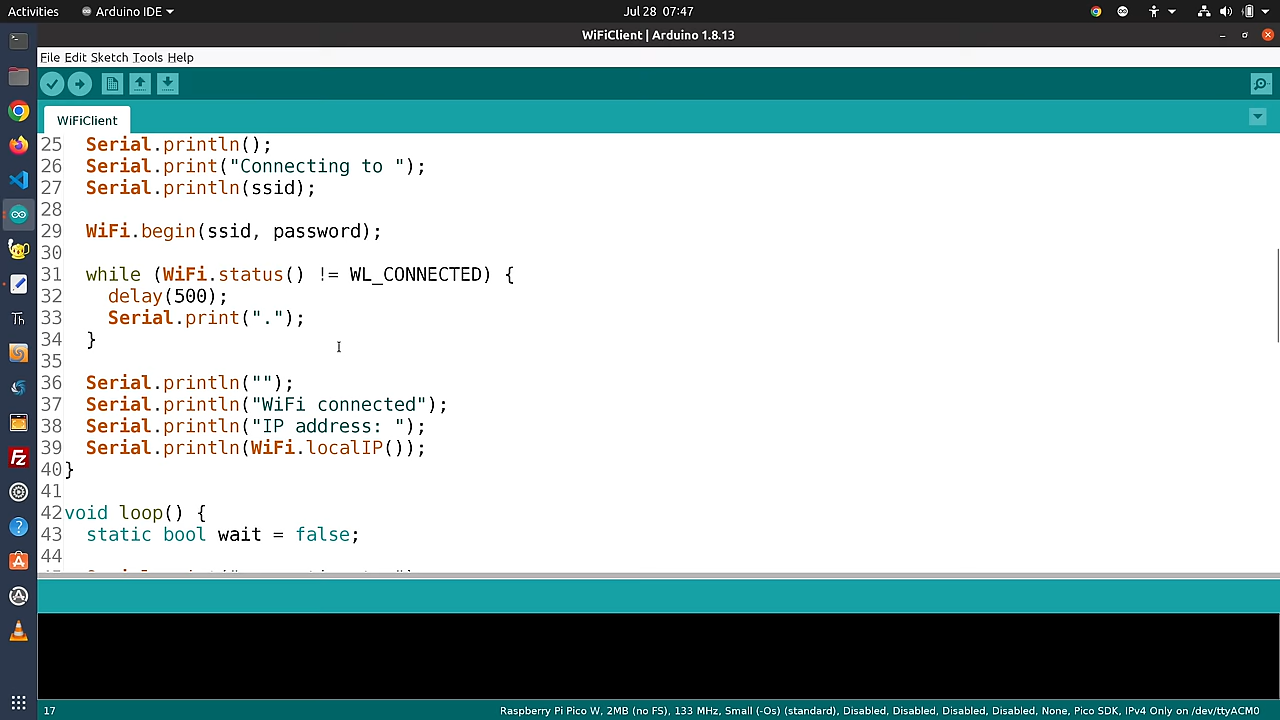 Activities
Arduino IDE
Jul 28 07:47
WiFiClient | Arduino 1.8.13
File Edit Sketch Tools Help
WiFiClient
25 Serial.println();
26 Serial.print("Connecting to ");
27 Serial.println(ssid);
28
29 WiFi.begin(ssid, password);
30
31 while (WiFi.status() != WL_CONNECTED) {
32 delay(500);
33 Serial.print(".");
34 }
35
36 Serial.println("");
37 Serial.println("WiFi connected");
38 Serial.println("IP address: ");
39 Serial.println(WiFi.localIP());
40 }
41
42 void loop() {
43 static bool wait = false;
44
Th
Fz
17
Raspberry Pi Pico W, 2MB (no FS), 133 MHz, Small (-Os) (standard), Disabled, Disabled, Disabled, Disabled, None, Pico SDK, IPv4 Only on /dev/ttyACM0